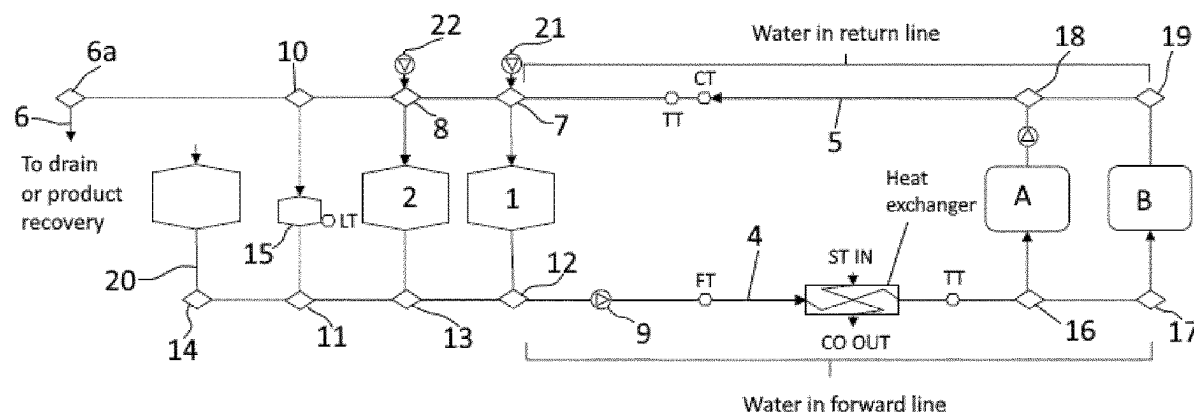 22
21
Water in return line
6a
10
18
19
CT
6
8
7
TT
5
To drain
or product
recovery
2
1
Heat
exchanger
A
B
LT
15
20
12
4
ST IN
FT
TT
14
11
13
9
CO OUT
16
17
Water in forward line